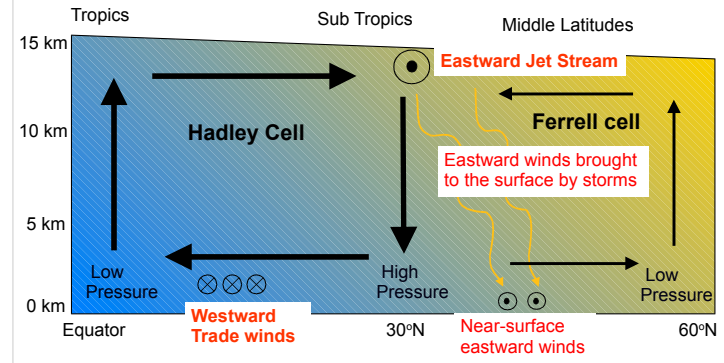 Tropics
Sub Tropics
Middle Latitudes
15 km
Eastward Jet Stream
10 km
Hadley Cell
Ferrell cell
Eastward winds brought
to the surface by storms
5 km
Low
Pressure
High
Pressure
Low
Pressure
0 km
Westward
Trade winds
Near-surface
eastward winds
Equator
30°N
60°N